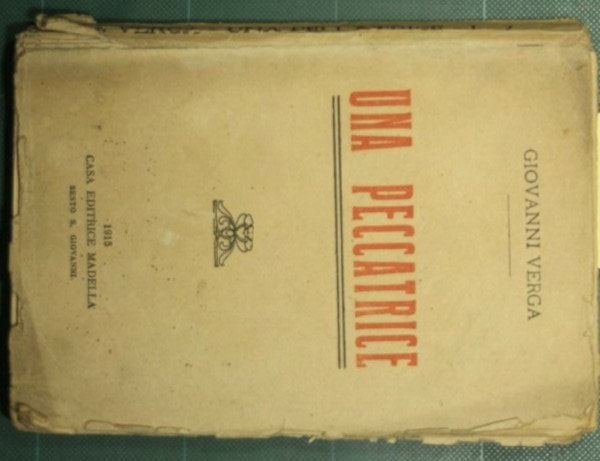 GIOVANNI VERGA
UNA PECCATRICE
1915
CASA EDITRICE MADELLA
SESTO S. GIOVANNI.